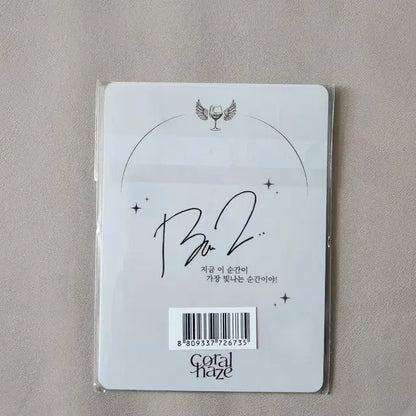 지금 이 순간이
가장 빛나는 순간이야!
8 809337 726735
coral
haze